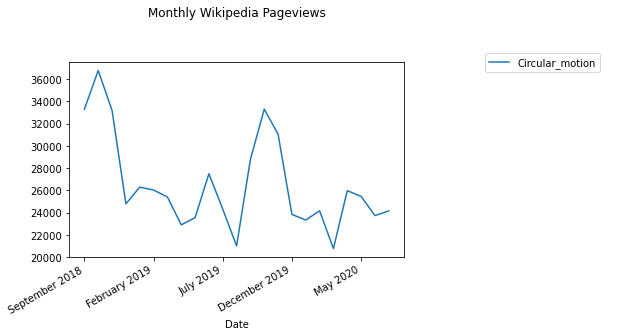 Monthly Wikipedia Pageviews
Circular_motion
36000
34000
32000
30000
28000
26000
24000
22000
20000
September 2018
February 2019
July 2019
December 2019
May 2020
Date